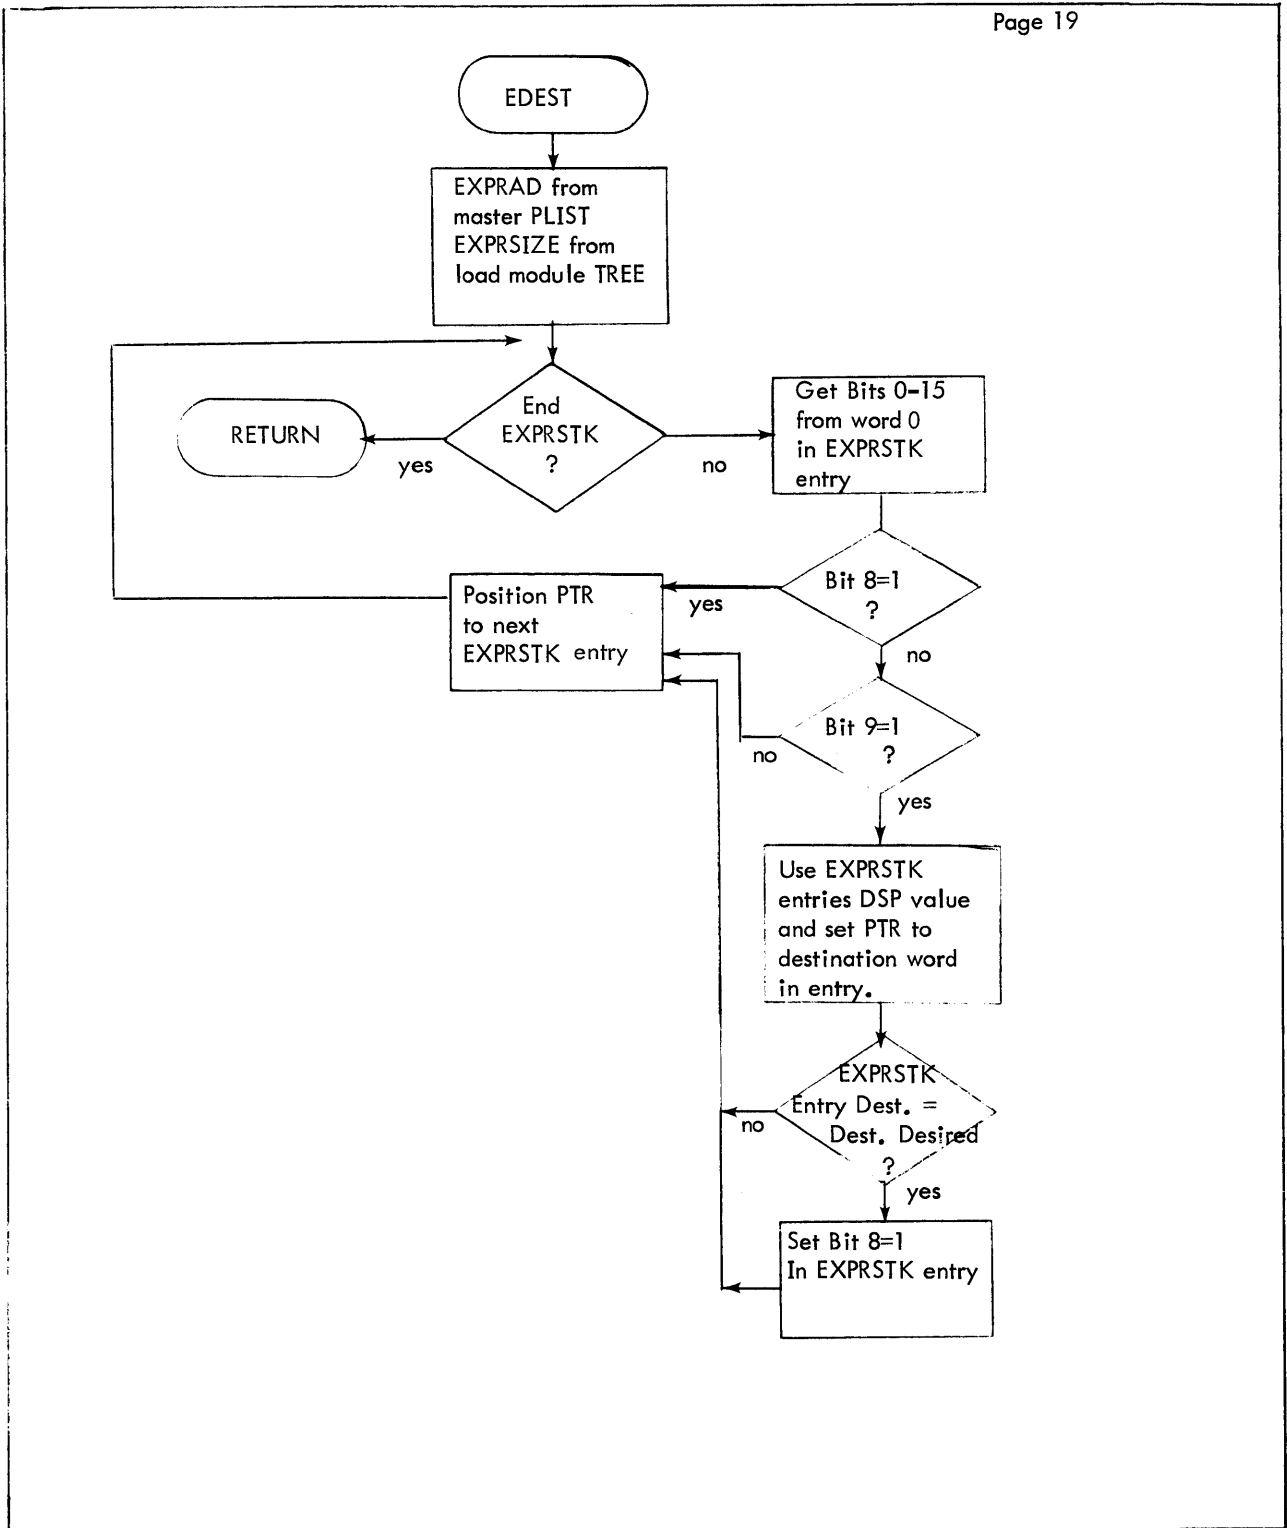 Page 19
EDEST
EXPRAD from
master PLIST
EXPRSIZE from
load module TREE
End
EXPRSTK
?
RETURN
yes
no
Get Bits 0-15
from word 0
in EXPRSTK
entry
Bit 8=1
?
yes
no
Position PTR
to next
EXPRSTK entry
Bit 9=1
?
no
yes
Use EXPRSTK
entries DSP value
and set PTR to
destination word
in entry.
EXPRSTK
Entry Dest. =
Dest. Desired
?
no
yes
Set Bit 8=1
In EXPRSTK entry